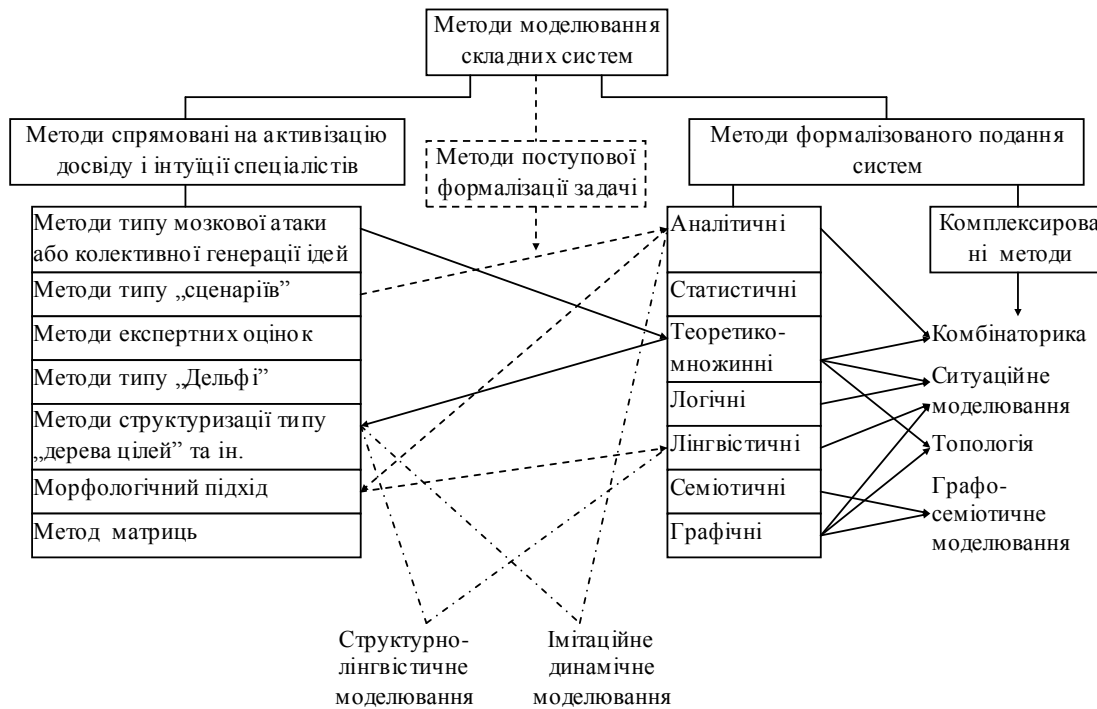 Методи моделювання
складних систем
Методи спрямовані на активізацію
досвіду і інтуїції спеціалістів
Методи поступової
формалізації задачі
Методи формалізованого подання
систем
Методи типу мозкової атаки
або колективної генерації ідей
Методи типу „сценаріїв”
Методи експертних оцінок
Методи типу „Дельфі”
Методи структуризації типу
„дерева цілей” та ін.
Морфологічний підхід
Метод матриць
Аналітичні
Статистичні
Теоретико-
множинні
Логічні
Лінгвістичні
Семіотичні
Графічні
Комплексирова
ні методи
Комбінаторика
Ситуаційне
моделювання
Топологія
Графо-
семіотичне
моделювання
Структурно-
лінгвістичне
моделювання
Імітаційне
динамічне
моделювання